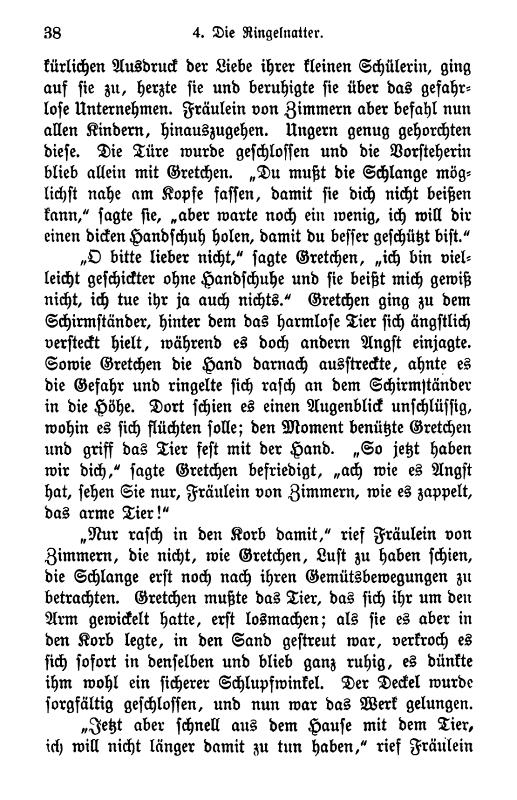 38 4. Die Ringelnatter.
kürlichen Ausdruck der Liebe ihrer kleinen Schülerin, ging
auf sie zu, herzte sie und beruhigte sie über das gefahr-
lose Unternehmen. Fräulein von Zimmern aber befahl nun
allen Kindern, hinauszugehen. Ungern genug gehorchten
diese. Die Türe wurde geschlossen und die Vorsteherin
blieb allein mit Gretchen. „Du mußt die Schlange mög-
lichst nahe am Kopfe fassen, damit sie dich nicht beißen
kann,“ sagte sie, „aber warte noch ein wenig, ich will dir
einen dicken Handschuh holen, damit du besser geschützt bist.“
„O bitte lieber nicht,“ sagte Gretchen, „ich bin viel-
leicht geschickter ohne Handschuhe und sie beißt mich gewiß
nicht, ich tue ihr ja auch nichts.“ Gretchen ging zu dem
Schirmständer, hinter dem das harmlose Tier sich ängstlich
versteckt hielt, während es doch andern Angst einjagte.
Sowie Gretchen die Hand darnach ausstreckte, ahnte es
die Gefahr und ringelte sich rasch an dem Schirmständer
in die Höhe. Dort schien es einen Augenblick unschlüssig,
wohin es sich flüchten solle; den Moment benützte Gretchen
und griff das Tier fest mit der Hand. „So jetzt haben
wir dich,“ sagte Gretchen befriedigt, „ach wie es Angst
hat, sehen Sie nur, Fräulein von Zimmern, wie es zappelt,
das arme Tier!“
„Nur rasch in den Korb damit,“ rief Fräulein von
Zimmern, die nicht, wie Gretchen, Lust zu haben schien,
die Schlange erst noch nach ihren Gemütsbewegungen zu
betrachten. Gretchen mußte das Tier, das sich ihr um den
Arm gewickelt hatte, erst losmachen; als sie es aber in
den Korb legte, in den Sand gestreut war, verkroch es
sich sofort in denselben und blieb ganz ruhig, es dünkte
ihm wohl ein sicherer Schlupfwinkel. Der Deckel wurde
sorgfältig geschlossen, und nun war das Werk gelungen.
„Jetzt aber schnell aus dem Hause mit dem Tier,
ich will nicht länger damit zu tun haben,“ rief Fräulein